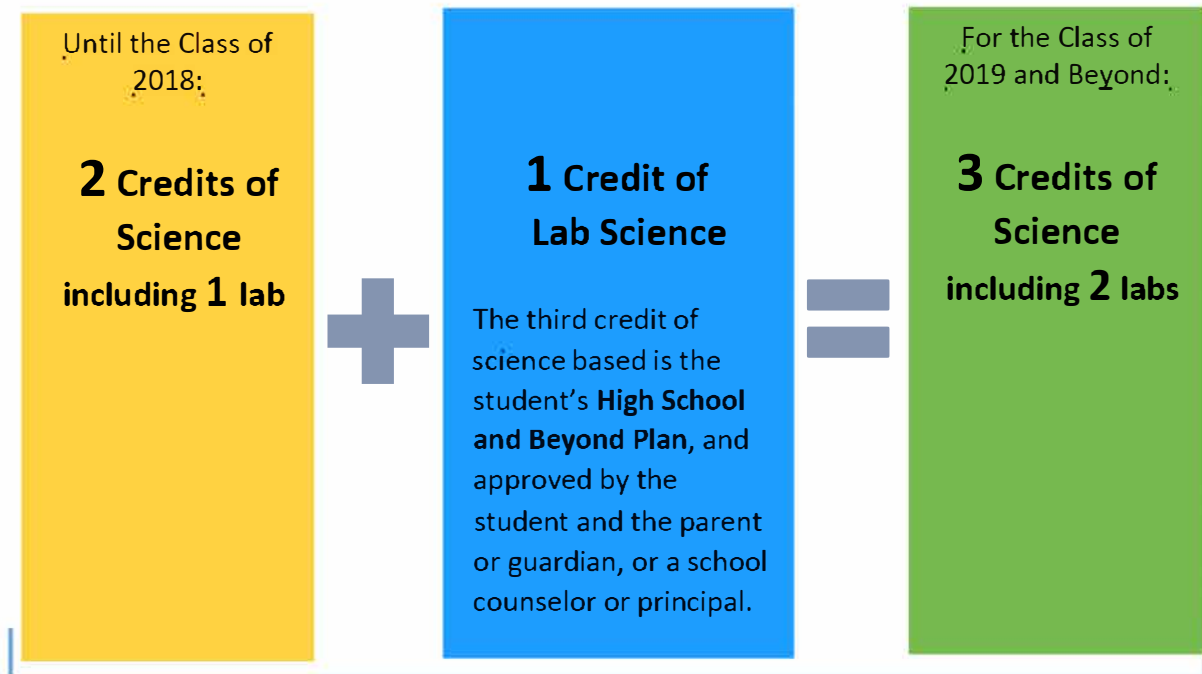 Until the Class of
2018:
2 Credits of
Science
including 1 lab
1 Credit of
Lab Science
The third credit of
science based is the
student’s High School
and Beyond Plan, and
approved by the
student and the parent
or guardian, or a school
counselor or principal.
For the Class of
2019 and Beyond:
3 Credits of
Science
including 2 labs